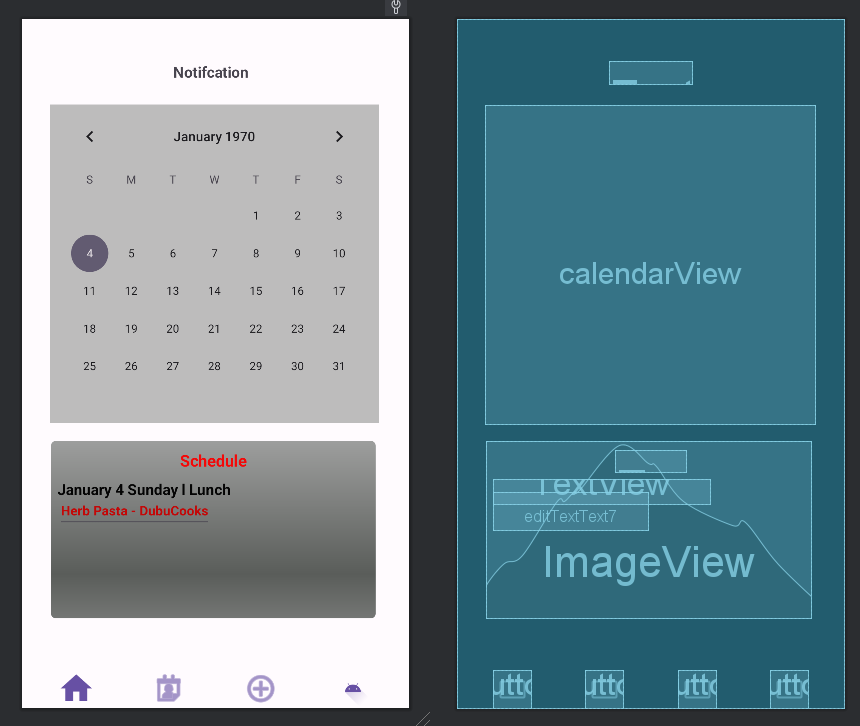 Notifcation
January 1970
S M T W T F S
1 2 3
4 5 6 7 8 9 10
11 12 13 14 15 16 17
18 19 20 21 22 23 24
25 26 27 28 29 30 31
Schedule
January 4 Sunday l Lunch
Herb Pasta - DubuCooks
calendarView
TextView
editTextText7
ImageView
utto utto utto utto